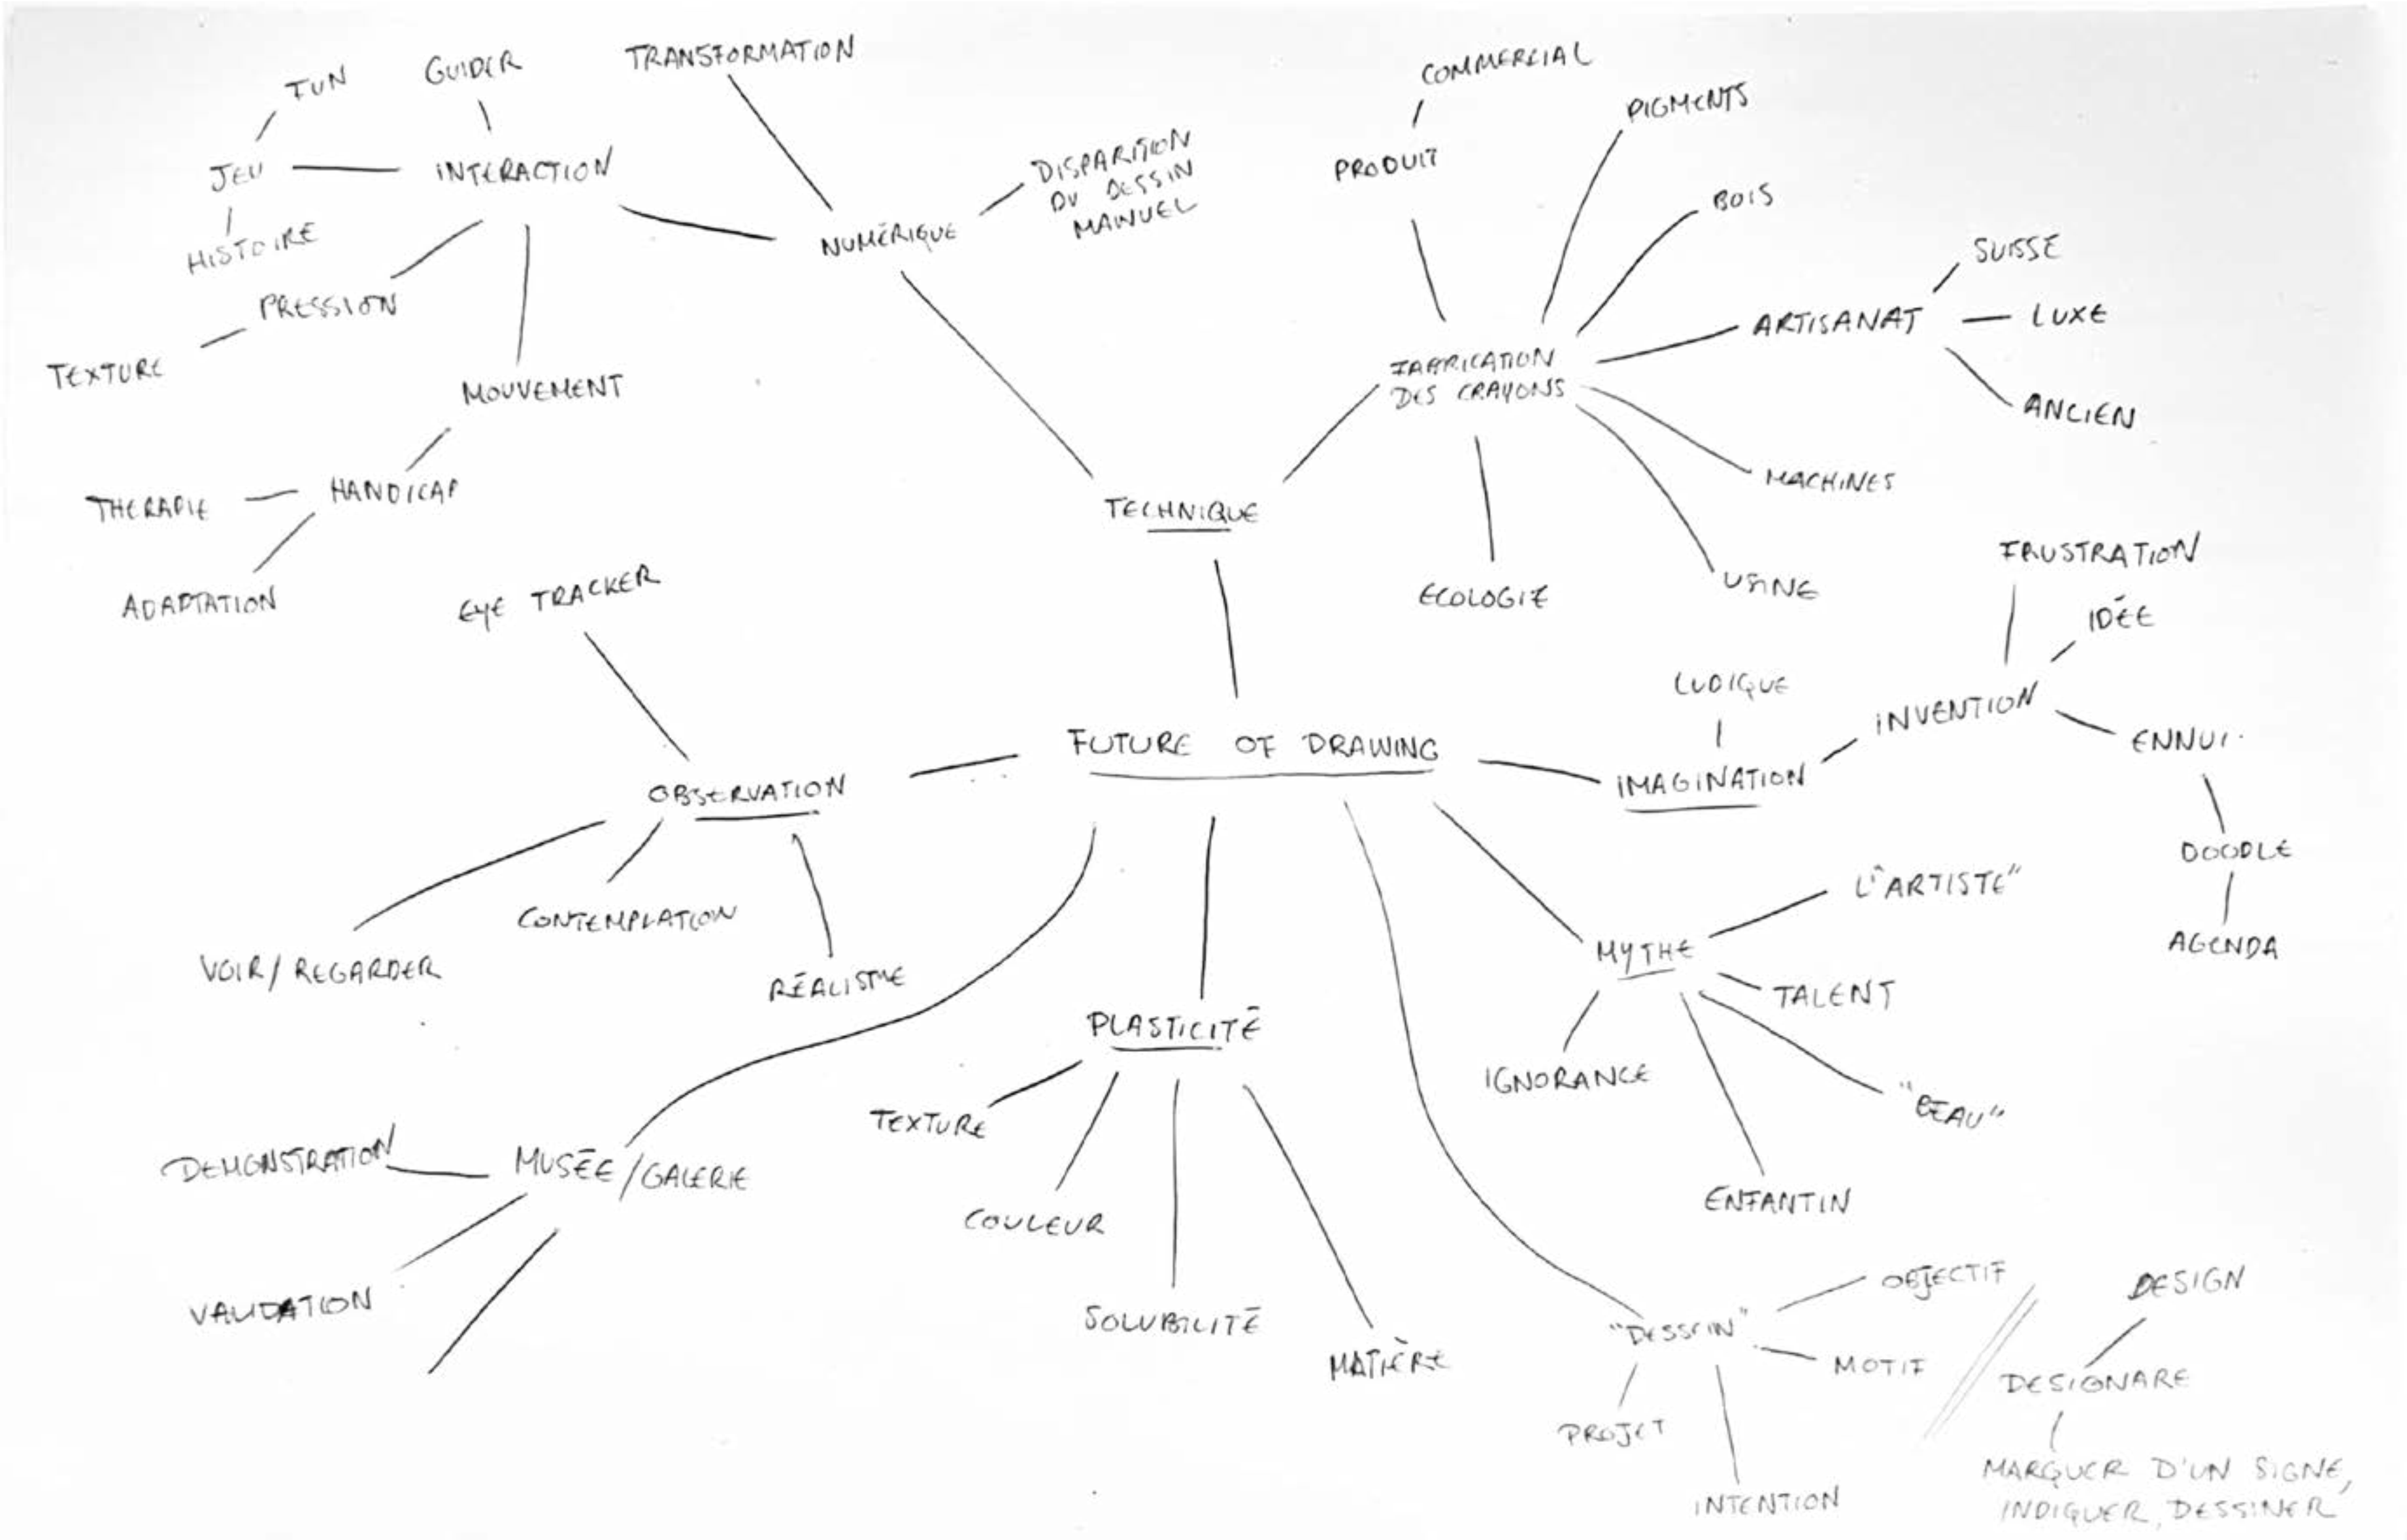 TRANSFORMATION
FUN
GUIDER
JEU
INTERACTION
HISTOIRE
PRESSION
TEXTURE
MOUVEMENT
THERAPIE
HANDICAP
ADAPTATION
NUMÉRIQUE
DISPARITION
DU DESSIN
MANUEL
COMMERCIAL
PRODUIT
PIGMENTS
BOIS
SUISSE
ARTISANAT
LUXE
ANCIEN
FABRICATION
DES CRAYONS
MACHINES
USINE
ECOLOGIE
TECHNIQUE
EYE TRACKER
FRUSTRATION
IDÉE
LUDIQUE
INVENTION
ENNUI
FUTURE OF DRAWING
IMAGINATION
OBSERVATION
DOODLE
AGENDA
CONTEMPLATION
VOIR/REGARDER
RÉALISME
L'"ARTISTE"
MYTHE
TALENT
IGNORANCE
"BEAU"
ENFANTIN
PLASTICITÉ
TEXTURE
COULEUR
SOLUBILITÉ
MATIÈRE
DEMONSTRATION
MUSÉE/GALERIE
VALIDATION
"DESSEIN"
OBJECTIF
MOTIF
PROJET
INTENTION
DESIGN
DESIGNARE
MARQUER D'UN SIGNE,
INDIQUER, DESSINER